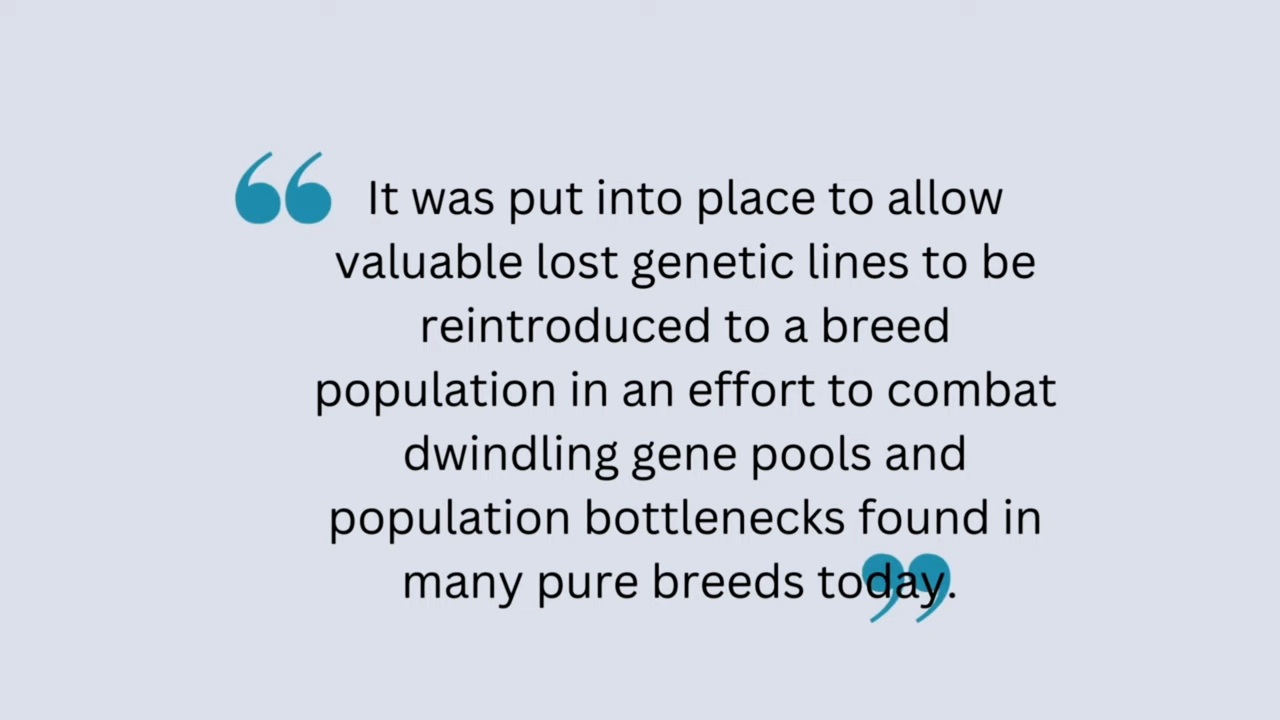 “ It was put into place to allow
valuable lost genetic lines to be
reintroduced to a breed
population in an effort to combat
dwindling gene pools and
population bottlenecks found in
many pure breeds today. ”